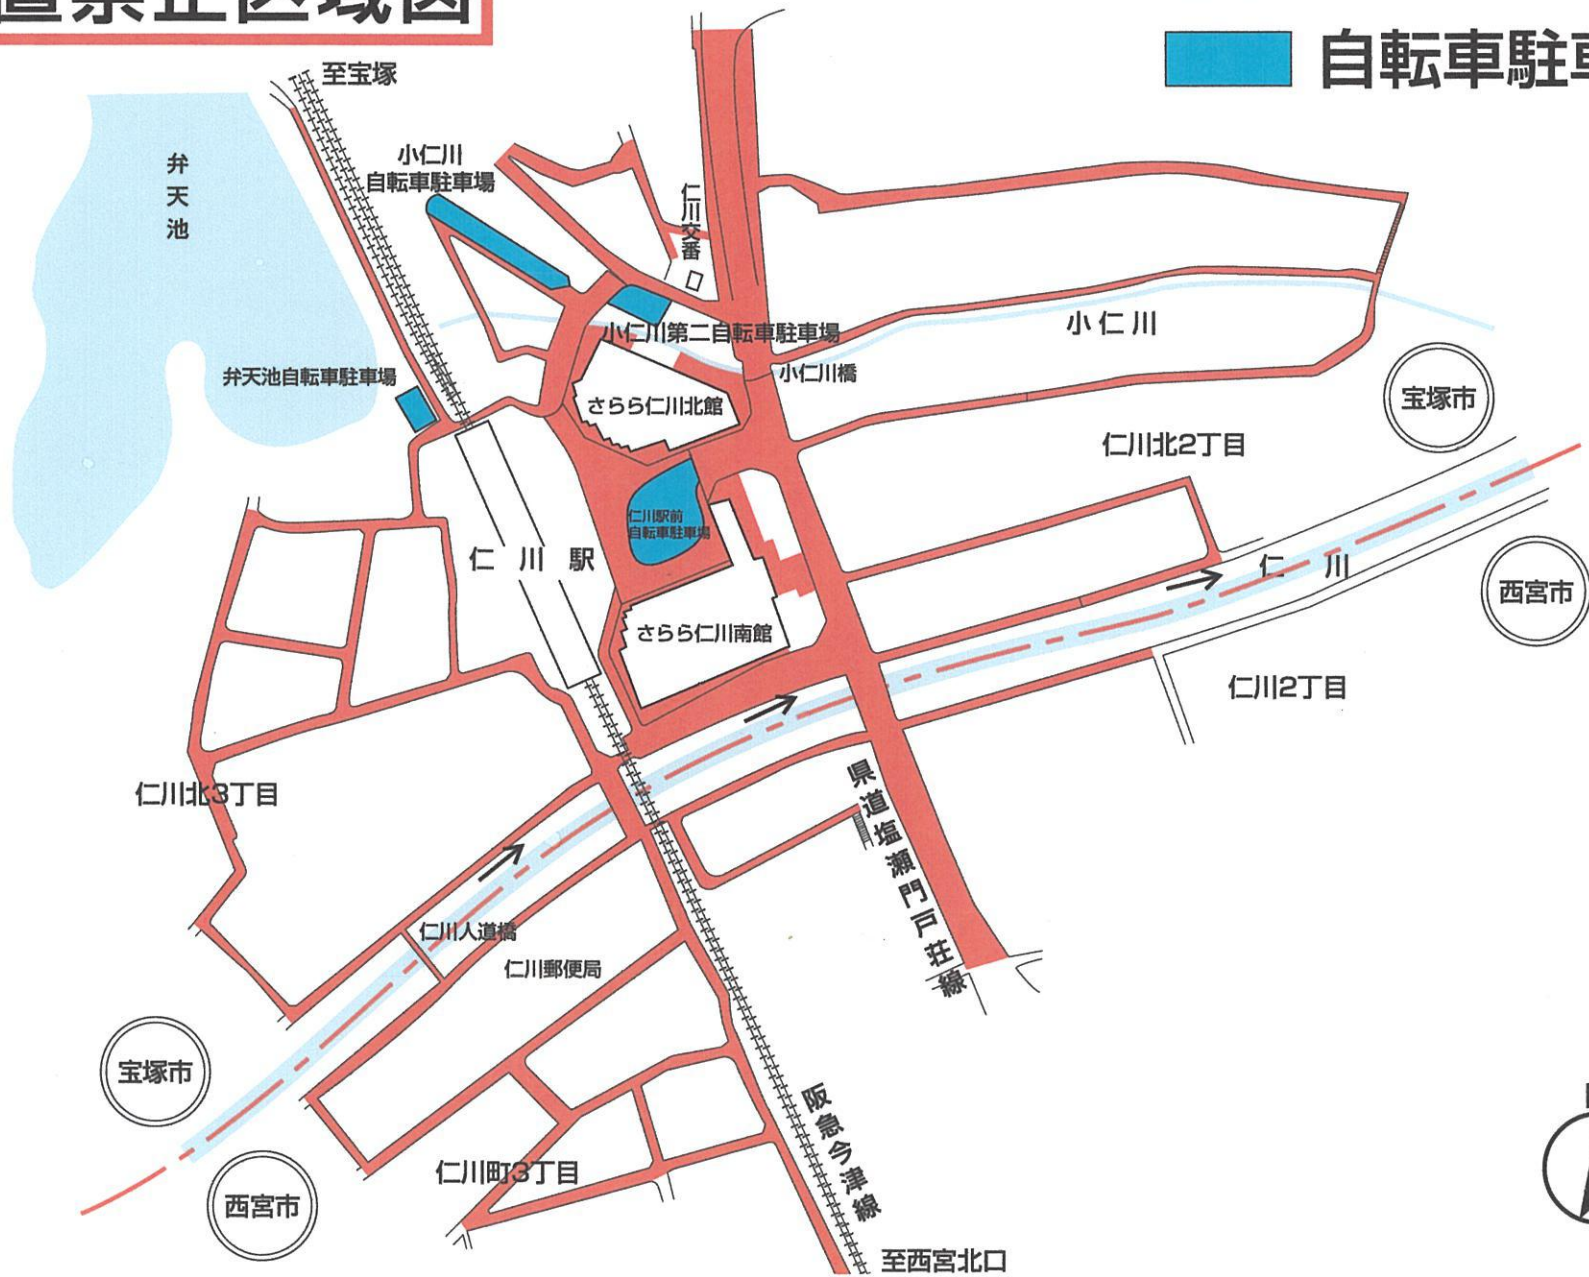 置禁止区域図
自転車駐車
至宝塚
弁天池
小仁川
自転車駐車場
仁川交番
小仁川第二自転車駐車場
小仁川
小仁川橋
弁天池自転車駐車場
さらら仁川北館
宝塚市
仁川北2丁目
仁川駅前
自転車駐車場
仁川駅
仁川
西宮市
さらら仁川南館
仁川2丁目
仁川北3丁目
県道塩瀬門戸荘線
仁川人道橋
仁川郵便局
宝塚市
西宮市
仁川町3丁目
阪急今津線
至西宮北口